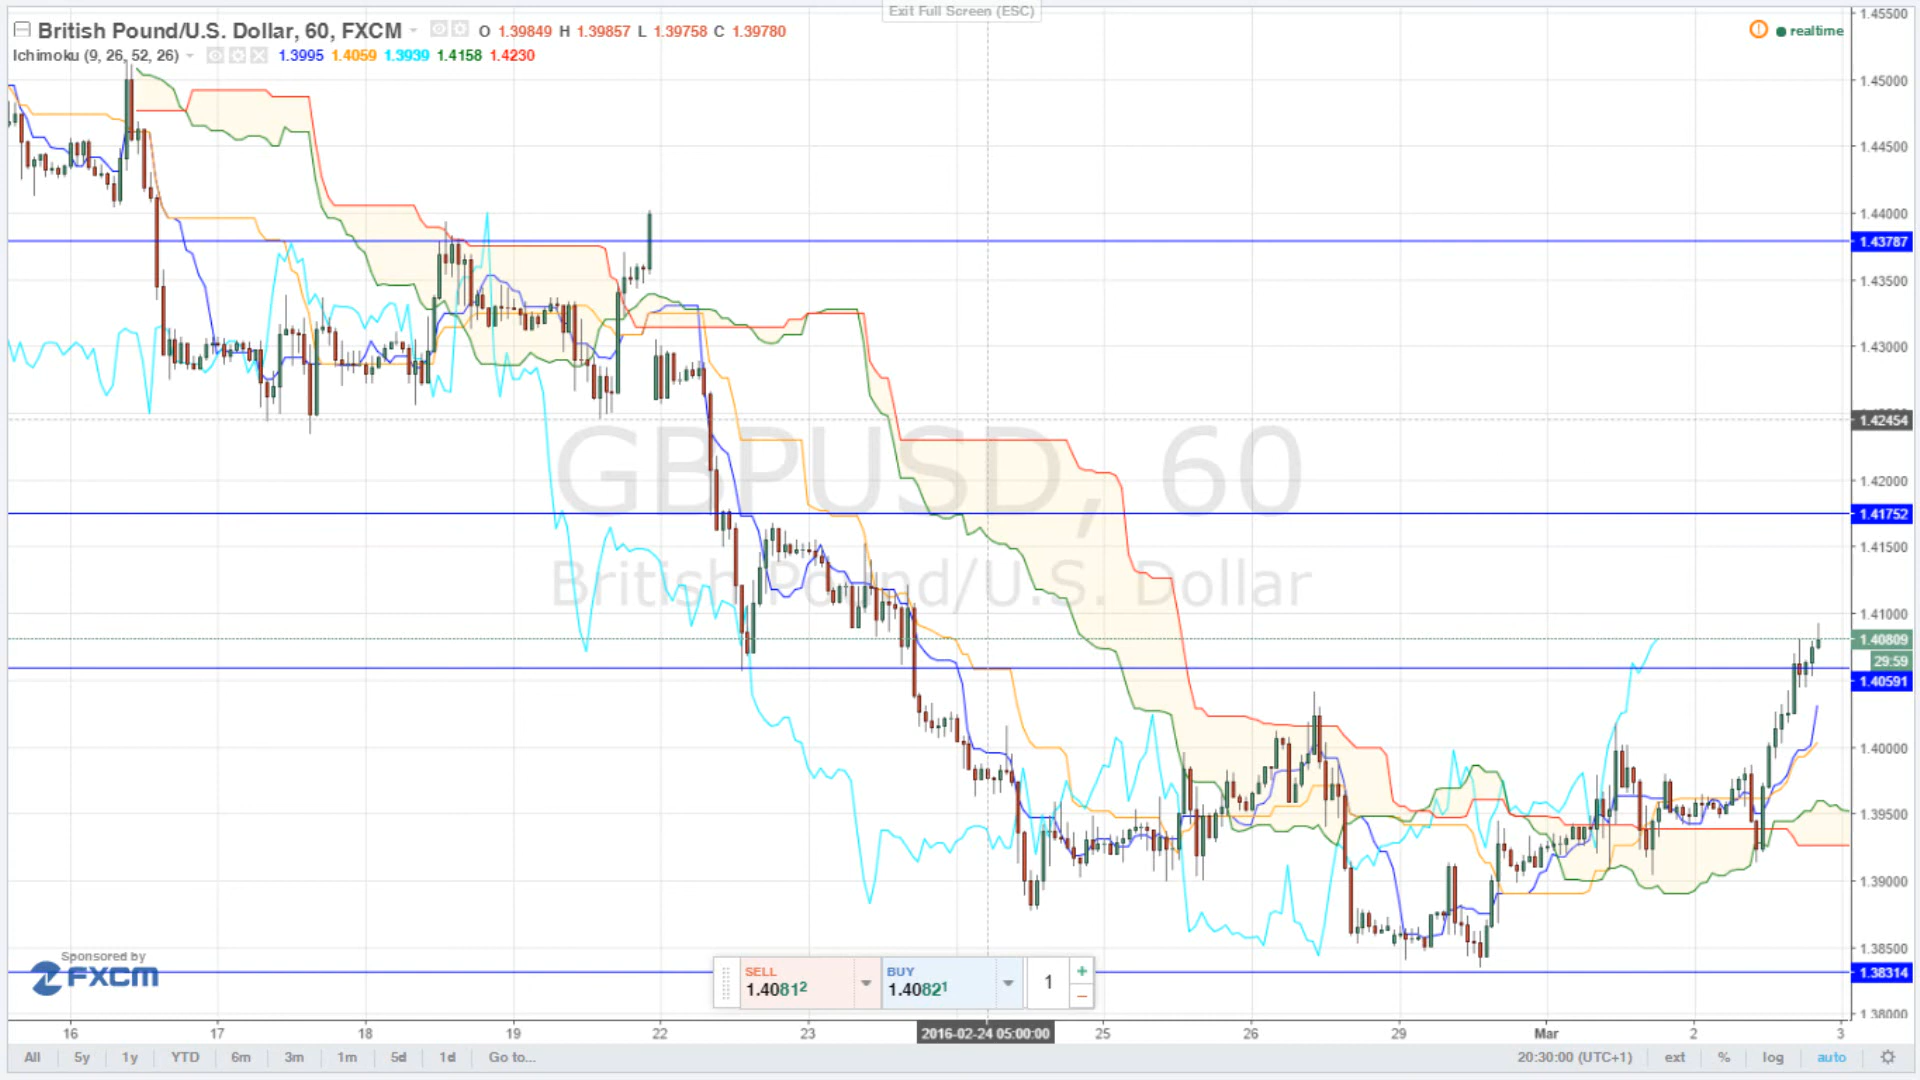 Exit Full Screen (ESC)
British Pound/U.S. Dollar, 60, FXCM O 1.39849 H 1.39857 L 1.39758 C 1.39780
realtime
Ichimoku (9, 26, 52, 26) 1.3995 1.4059 1.3939 1.4158 1.4230
1.45500
1.45000
1.44500
1.44000
1.43787
1.43500
1.43000
1.42454
1.42000
1.41752
1.41500
1.41000
1.40809
29:59
1.40591
1.40000
1.39500
1.39000
1.38500
1.38314
1.38000
GBPUSD, 60
British Pound/U.S. Dollar
Sponsored by
FXCM
SELL
1.40812
BUY
1.40821
1
16 17 18 19 22 23 2016-02-24 05:00:00 25 26 29 Mar 2 3
All 5y 1y YTD 6m 3m 1m 5d 1d Go to... 20:30:00 (UTC+1) ext % log auto